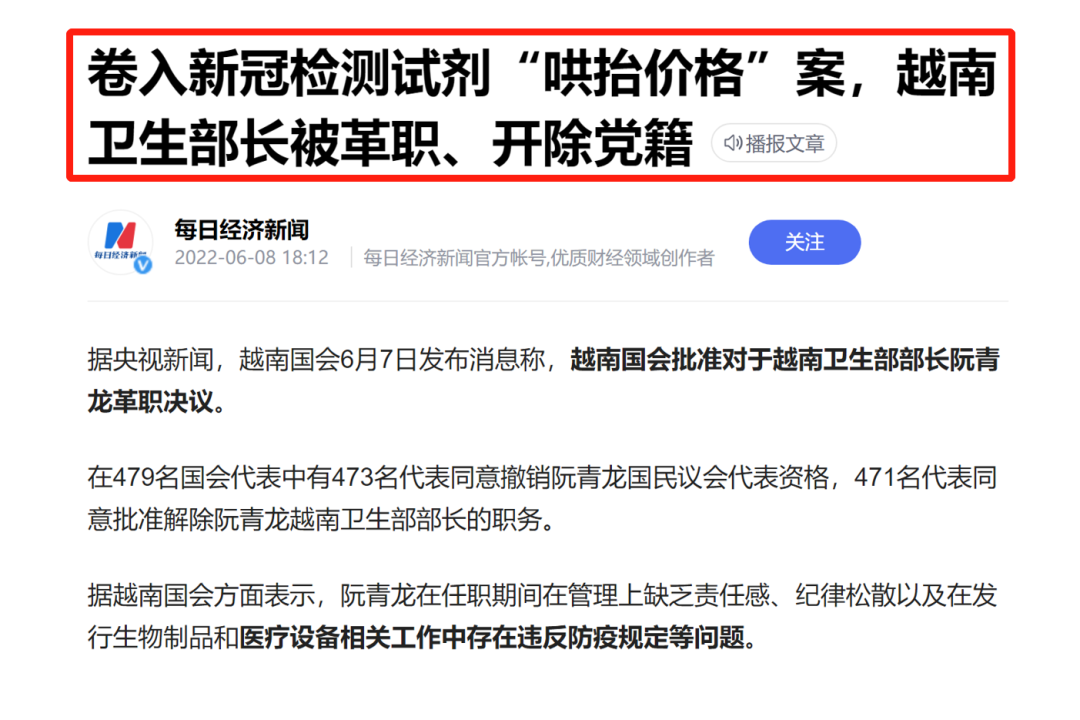 卷入新冠检测试剂“哄抬价格”案，越南
卫生部长被革职、开除党籍
播报文章
每日经济新闻
每日经济新闻
2022-06-08 18:12
每日经济新闻官方帐号,优质财经领域创作者
关注
据央视新闻，越南国会6月7日发布消息称，越南国会批准对于越南卫生部部长阮青
龙革职决议。
在479名国会代表中有473名代表同意撤销阮青龙国民议会代表资格，471名代表同
意批准解除阮青龙越南卫生部部长的职务。
据越南国会方面表示，阮青龙在任职期间在管理上缺乏责任感、纪律松散以及在发
行生物制品和医疗设备相关工作中存在违反防疫规定等问题。